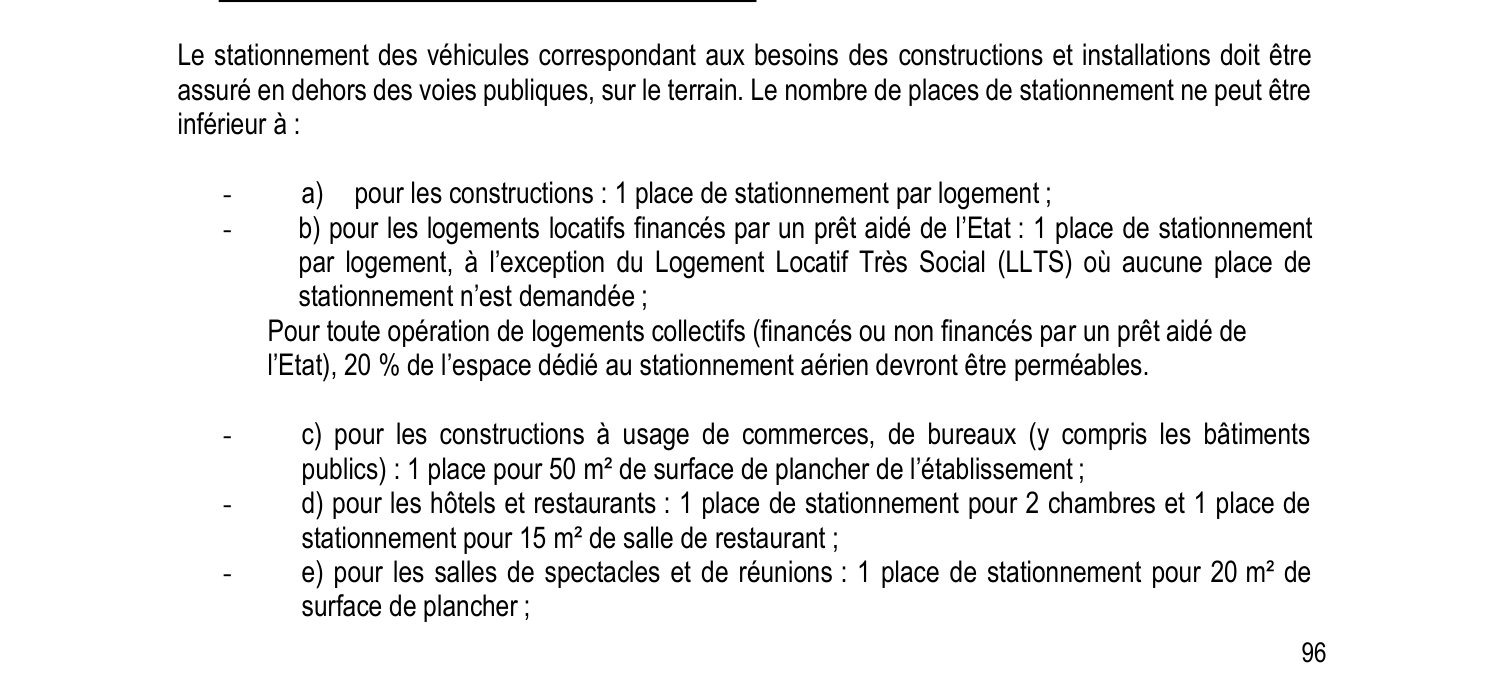 Le stationnement des véhicules correspondant aux besoins des constructions et installations doit être
assuré en dehors des voies publiques, sur le terrain. Le nombre de places de stationnement ne peut être
inférieur à :
- a) pour les constructions : 1 place de stationnement par logement ;
- b) pour les logements locatifs financés par un prêt aidé de l’Etat : 1 place de stationnement
par logement, à l’exception du Logement Locatif Très Social (LLTS) où aucune place de
stationnement n’est demandée ;
Pour toute opération de logements collectifs (financés ou non financés par un prêt aidé de
l’Etat), 20 % de l’espace dédié au stationnement aérien devront être perméables.
- c) pour les constructions à usage de commerces, de bureaux (y compris les bâtiments
publics) : 1 place pour 50 m² de surface de plancher de l’établissement ;
- d) pour les hôtels et restaurants : 1 place de stationnement pour 2 chambres et 1 place de
stationnement pour 15 m² de salle de restaurant ;
- e) pour les salles de spectacles et de réunions : 1 place de stationnement pour 20 m² de
surface de plancher ;
96